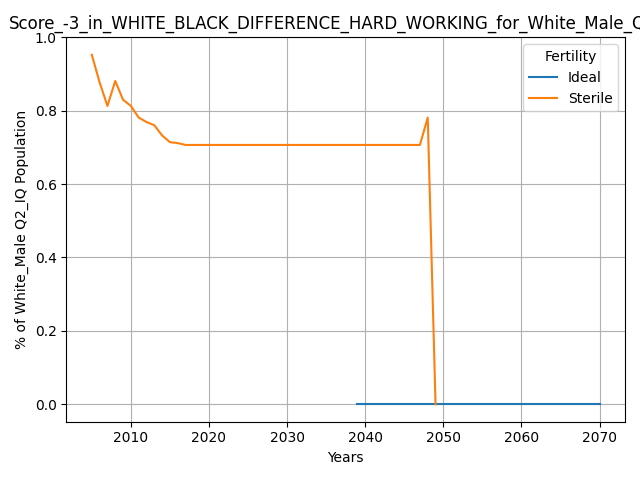 Score_-3_in_WHITE_BLACK_DIFFERENCE_HARD_WORKING_for_White_Male_Q
Fertility
Ideal
Sterile
% of White_Male Q2_IQ Population
1.0
0.8
0.6
0.4
0.2
0.0
2010 2020 2030 2040 2050 2060 2070
Years